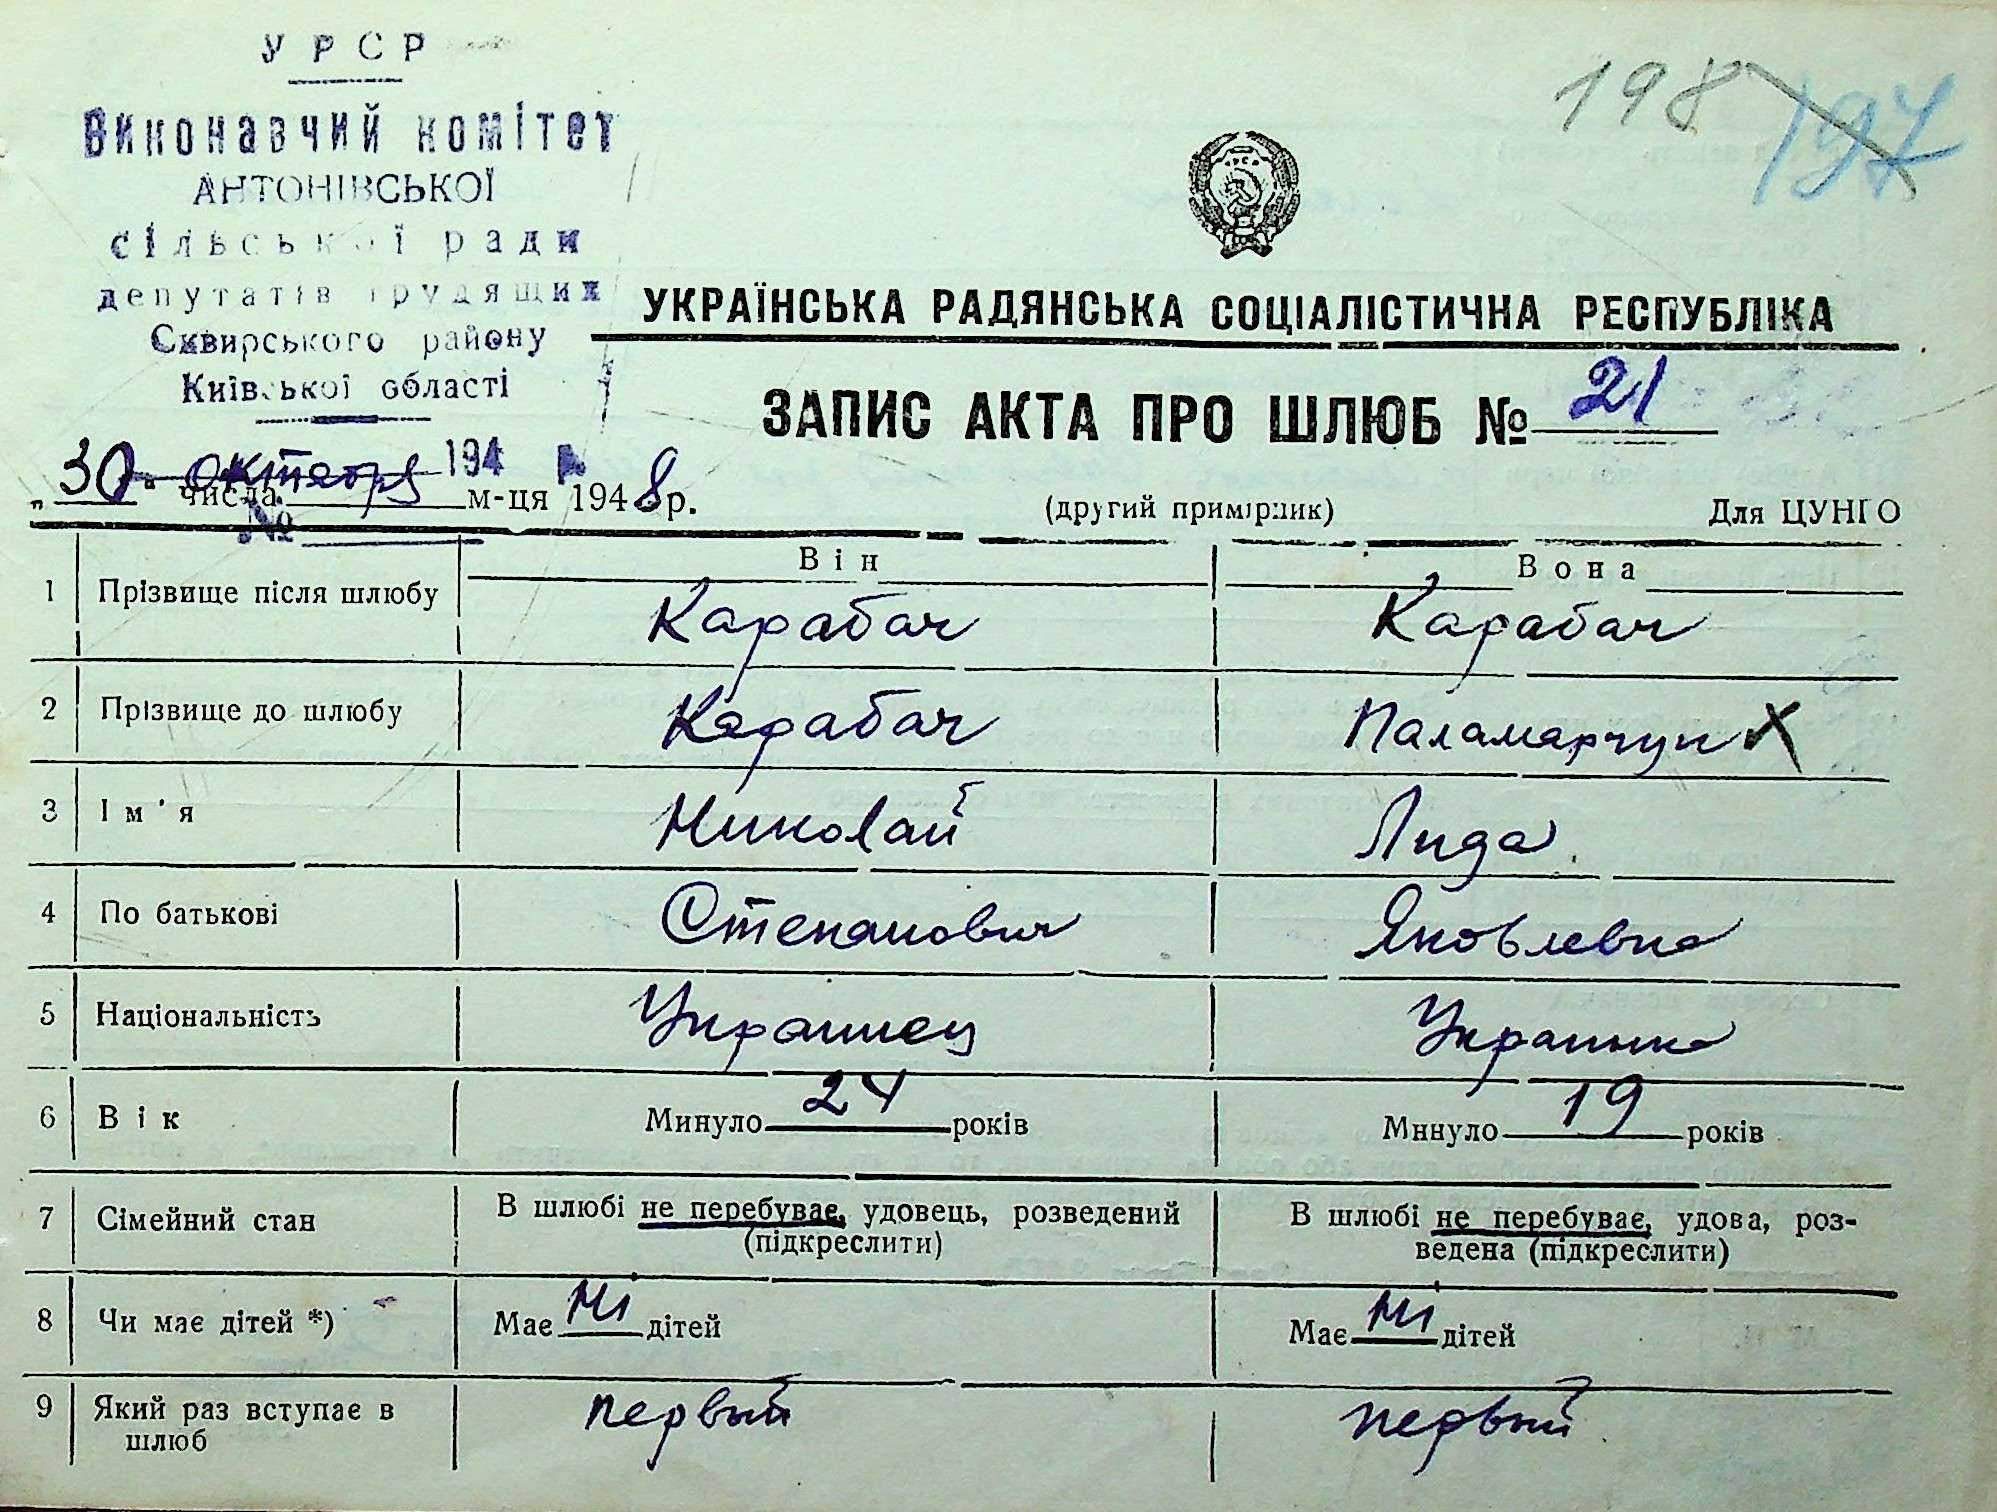 УРСР
Виконавчий комітет
АНТОНІВСЬКОЇ
сільської ради
депутатів трудящих
Сквирського району
Київської області
194
№
198
197
УКРАЇНСЬКА РАДЯНСЬКА СОЦІАЛІСТИЧНА РЕСПУБЛІКА
ЗАПИС АКТА ПРО ШЛЮБ № 21
„30" числа октября м-ця 1948 р.
(другий примірник)
Для ЦУНГО
Він
Вона
1 Прізвище після шлюбу Карабач Карабач
2 Прізвище до шлюбу Карабач Паламарчук X
3 Ім'я Николай Лида
4 По батькові Степанович Яковлевна
5 Національність Украинец Украинка
6 Вік Минуло 24 років Минуло 19 років
7 Сімейний стан В шлюбі не перебуває, удовець, розведений (підкреслити) В шлюбі не перебуває, удова, роз-
ведена (підкреслити)
8 Чи має дітей *) Має ні дітей Має ні дітей
9 Який раз вступає в шлюб первый первый